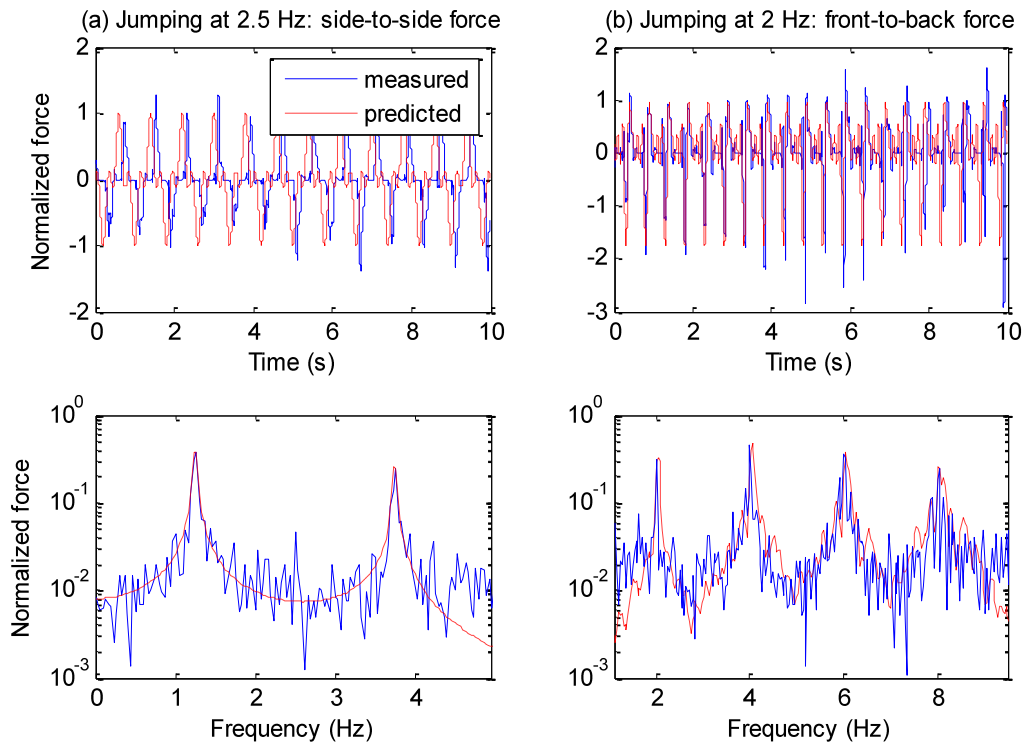 (a) Jumping at 2.5 Hz: side-to-side force
2
1
0
-1
-2
Normalized force
measured
predicted
0 2 4 6 8 10
Time (s)
(b) Jumping at 2 Hz: front-to-back force
2
1
0
-1
-2
-3
0 2 4 6 8 10
Time (s)
10^0
10^-1
10^-2
10^-3
Normalized force
0 1 2 3 4
Frequency (Hz)
10^0
10^-1
10^-2
10^-3
2 4 6 8
Frequency (Hz)